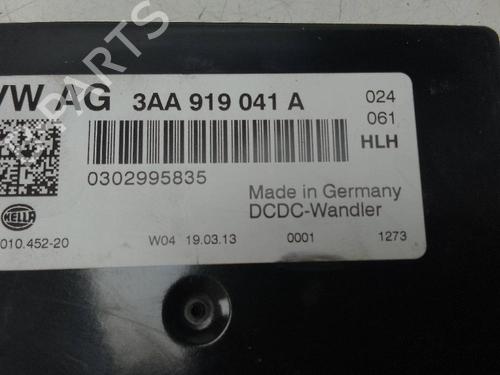 VW AG 3AA 919 041 A 024
061
HLH
0302995835
Made in Germany
DCDC-Wandler
HELLA
010.452-20 W04 19.03.13 0001 1273
PARTS